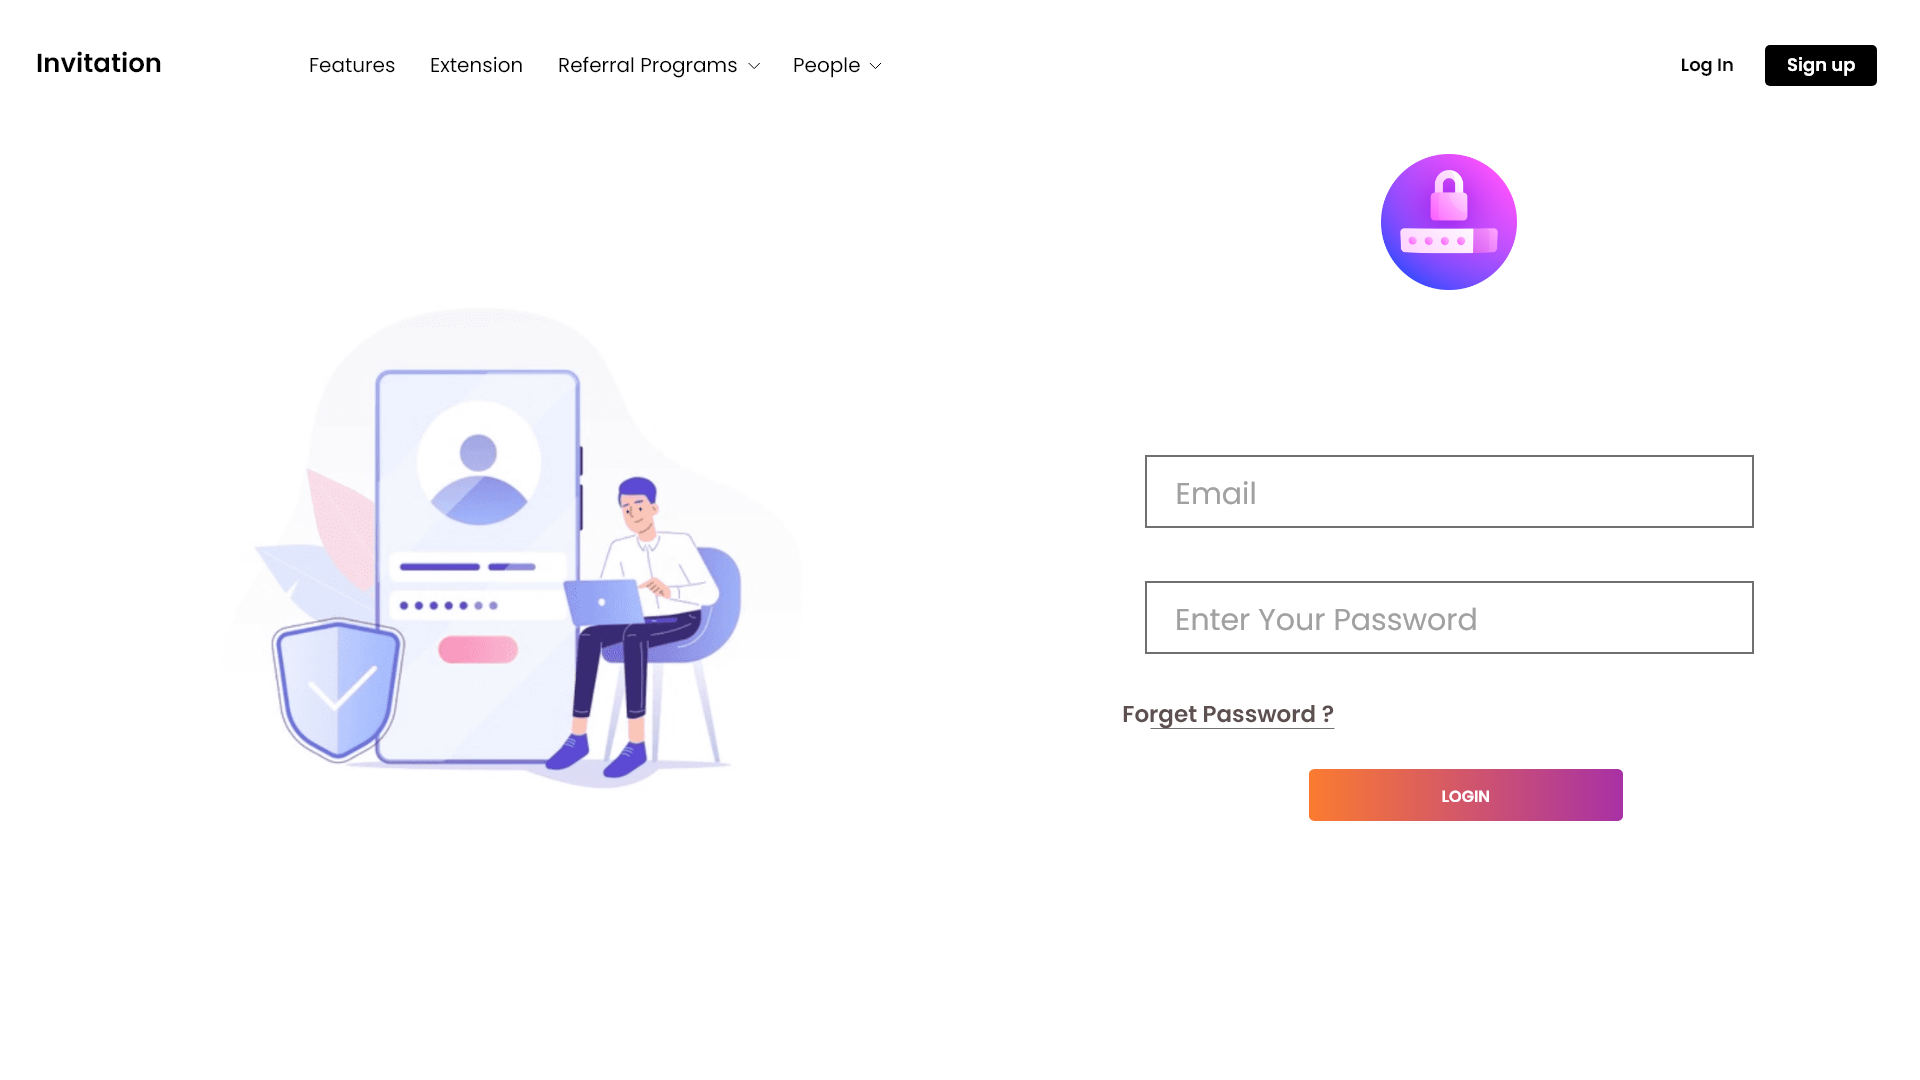 Invitation
Features
Extension
Referral Programs
People
Log In
Sign up
Email
Enter Your Password
Forget Password ?
LOGIN